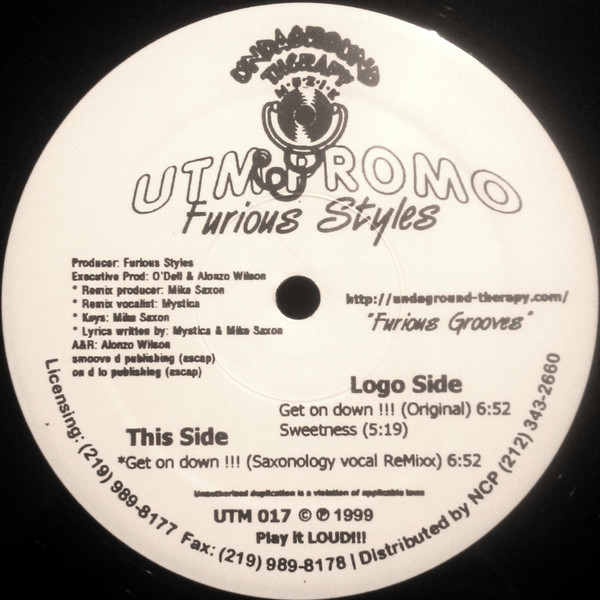 UNDAGROUND
THERAPY
MUZIK
UTM PROMO
Furious Styles
Producer: Furious Styles
Executive Prod: O'Dell & Alonzo Wilson
* Remix producer: Mike Saxon
* Remix vocalist: Mystica
* Keys: Mike Saxon
* Lyrics written by: Mystica & Mike Saxon
A&R: Alonzo Wilson
smoove d publishing (ascap)
on d lo publishing (ascap)
http://undaground-therapy.com/
"Furious Grooves"
Logo Side
Get on down !!! (Original) 6:52
Sweetness (5:19)
This Side
*Get on down !!! (Saxonology vocal ReMixx) 6:52
Unauthorized duplication is a violation of applicable laws
UTM 017 © ℗ 1999
Play it LOUD!!!
Licensing: (219) 989-8177 Fax: (219) 989-8178 | Distributed by NCP (212) 343-2660